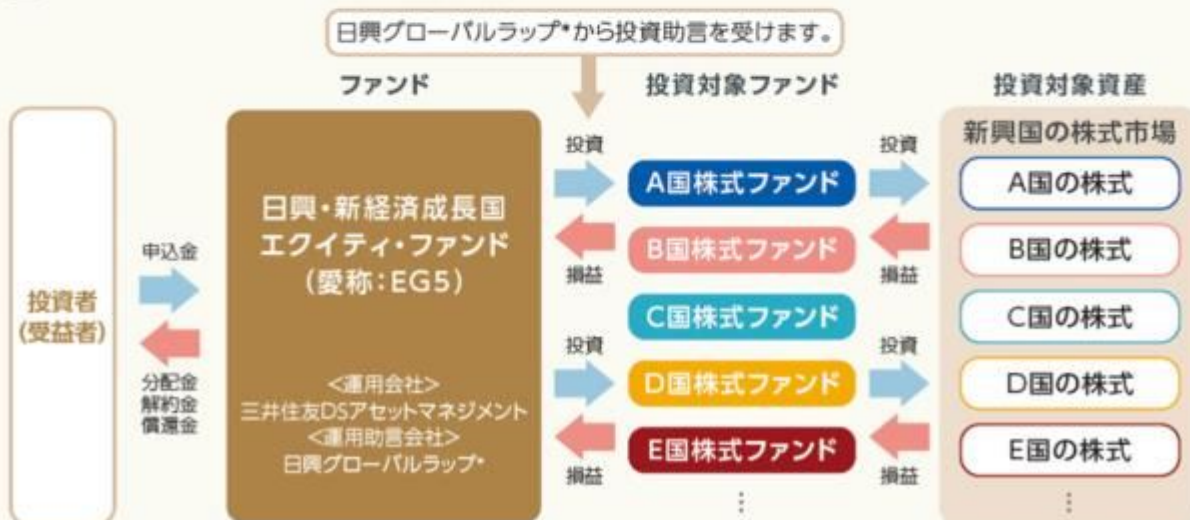 日興グローバルラップ*から投資助言を受けます。
ファンド
投資対象ファンド
投資対象資産
投資者
(受益者)
申込金
分配金
解約金
償還金
日興・新経済成長国
エクイティ・ファンド
(愛称:EG5)
<運用会社>
三井住友DSアセットマネジメント
<運用助言会社>
日興グローバルラップ*
投資
損益
投資
損益
A国株式ファンド
B国株式ファンド
C国株式ファンド
D国株式ファンド
E国株式ファンド
⋮
投資
損益
投資
損益
新興国の株式市場
A国の株式
B国の株式
C国の株式
D国の株式
E国の株式
⋮